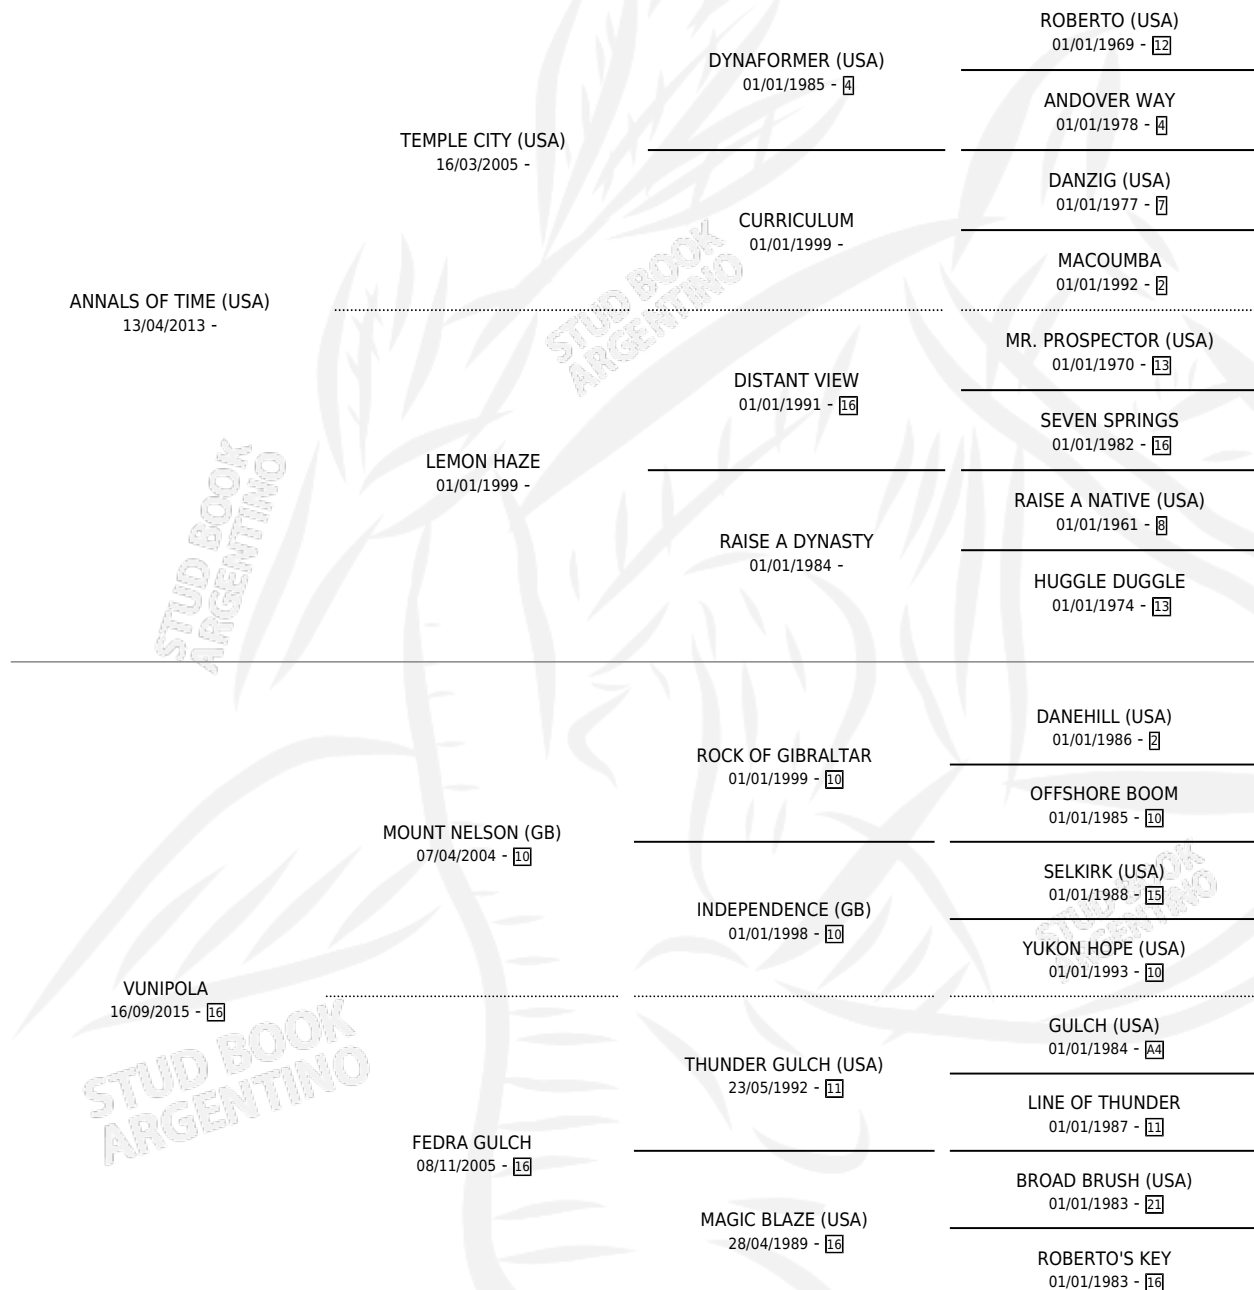 ROBERTO (USA)
01/01/1969 - 12
DYNAFORMER (USA)
01/01/1985 - 4
ANDOVER WAY
01/01/1978 - 4
TEMPLE CITY (USA)
16/03/2005 -
DANZIG (USA)
01/01/1977 - 7
CURRICULUM
01/01/1999 -
MACOUMBA
01/01/1992 - 2
ANNALS OF TIME (USA)
13/04/2013 -
MR. PROSPECTOR (USA)
01/01/1970 - 13
DISTANT VIEW
01/01/1991 - 16
SEVEN SPRINGS
01/01/1982 - 16
LEMON HAZE
01/01/1999 -
RAISE A NATIVE (USA)
01/01/1961 - 8
RAISE A DYNASTY
01/01/1984 -
HUGGLE DUGGLE
01/01/1974 - 13
DANEHILL (USA)
01/01/1986 - 2
ROCK OF GIBRALTAR
01/01/1999 - 10
OFFSHORE BOOM
01/01/1985 - 10
MOUNT NELSON (GB)
07/04/2004 - 10
SELKIRK (USA)
01/01/1988 - 15
INDEPENDENCE (GB)
01/01/1998 - 10
YUKON HOPE (USA)
01/01/1993 - 10
VUNIPOLA
16/09/2015 - 16
GULCH (USA)
01/01/1984 - A4
THUNDER GULCH (USA)
23/05/1992 - 11
LINE OF THUNDER
01/01/1987 - 11
FEDRA GULCH
08/11/2005 - 16
BROAD BRUSH (USA)
01/01/1983 - 21
MAGIC BLAZE (USA)
28/04/1989 - 16
ROBERTO'S KEY
01/01/1983 - 16
STUD BOOK
ARGENTINO
STUD BOOK
ARGENTINO
STUD BOOK
ARGENTINO
STUD BOOK
ARGENTINO